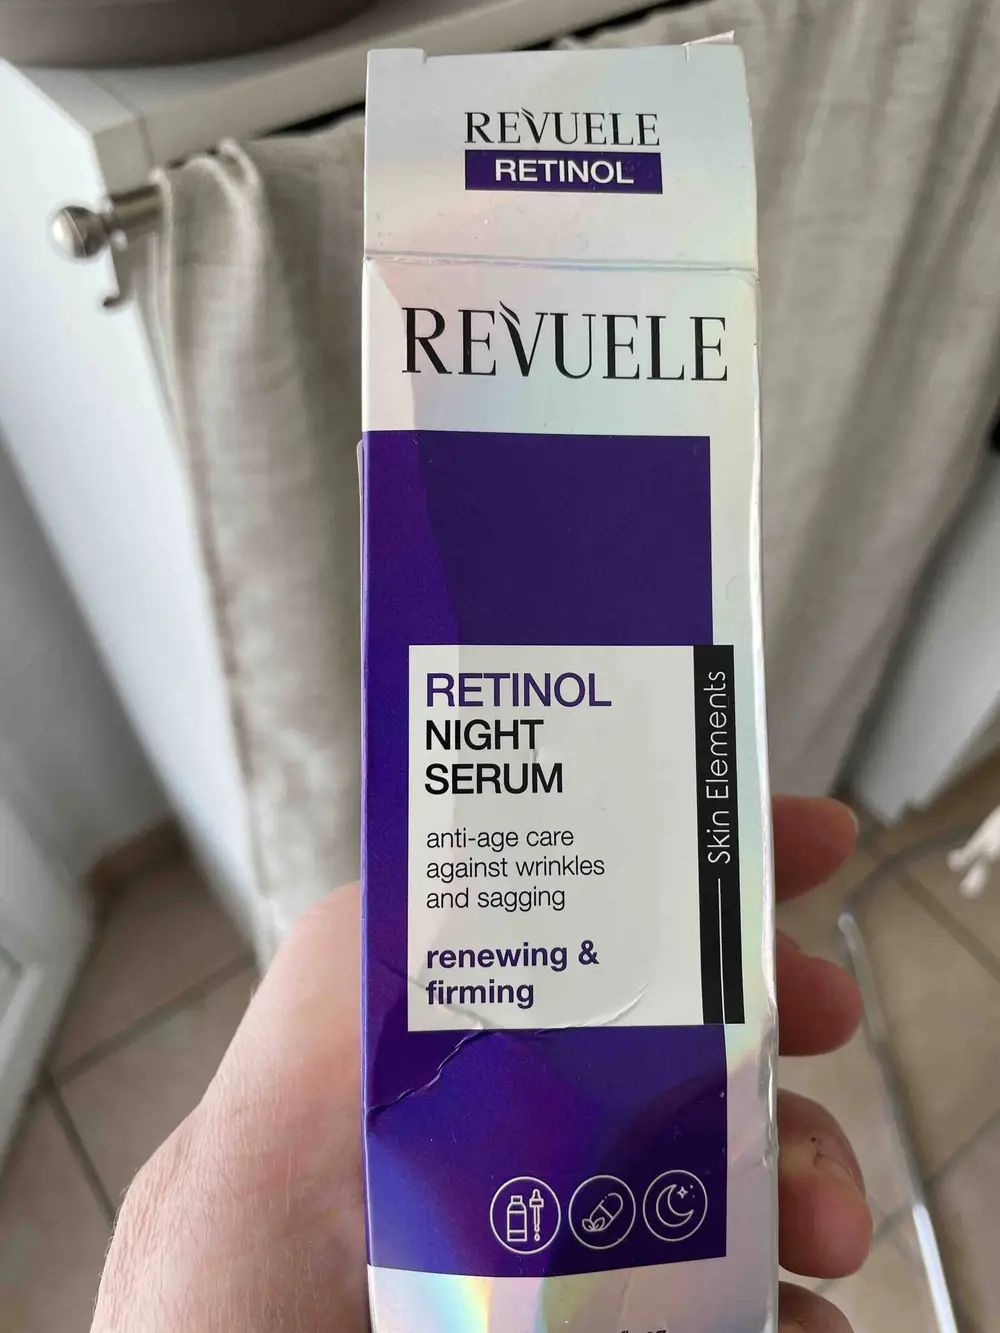 REVUELE
RETINOL
REVUELE
RETINOL
NIGHT
SERUM
anti-age care
against wrinkles
and sagging
renewing &
firming
Skin Elements